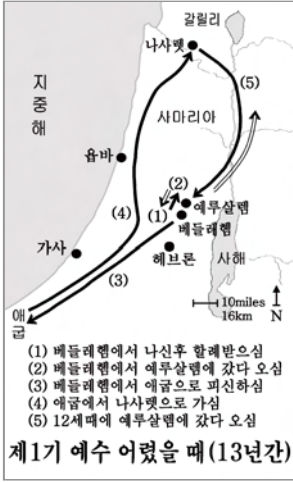 갈릴리
나사렛
(5)
지중해
사마리아
욥바
(2)
(4)
(1)
예루살렘
베들레헴
가사
헤브론
사해
(3)
애굽
10miles
16km
N
(1) 베들레헴에서 나신후 할례받으심
(2) 베들레헴에서 예루살렘에 갔다 오심
(3) 베들레헴에서 애굽으로 피신하심
(4) 애굽에서 나사렛으로 가심
(5) 12세때에 예루살렘에 갔다 오심
제1기 예수 어렸을 때(13년간)